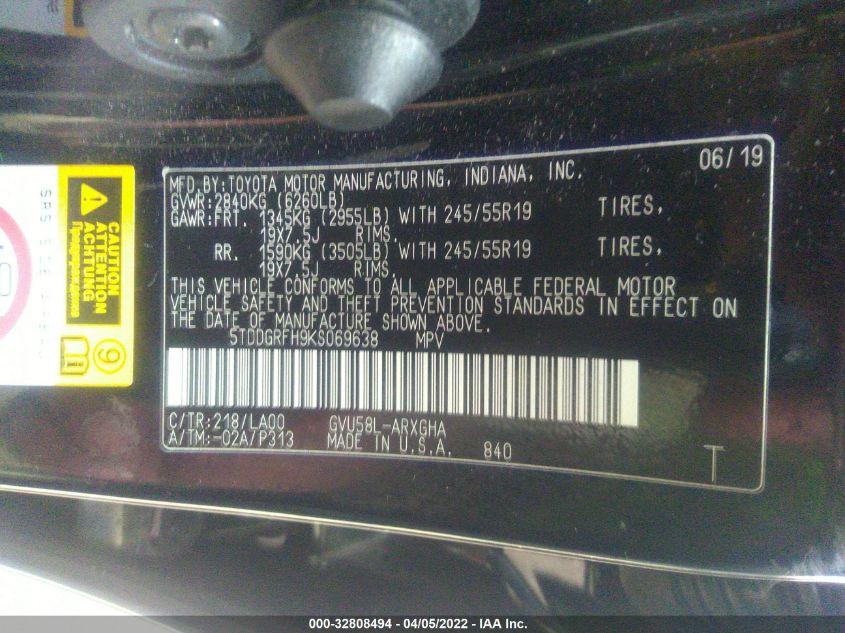 06/19
MFD.BY:TOYOTA MOTOR MANUFACTURING, INDIANA, INC.
GVWR:2840KG (6260LB)
GAWR:FRT. 1345KG (2955LB) WITH 245/55R19 TIRES,
19X7.5J RIMS,
RR. 1590KG (3505LB) WITH 245/55R19 TIRES,
19X7.5J RIMS,
THIS VEHICLE CONFORMS TO ALL APPLICABLE FEDERAL MOTOR
VEHICLE SAFETY AND THEFT PREVENTION STANDARDS IN EFFECT ON
THE DATE OF MANUFACTURE SHOWN ABOVE.
5TDDGRFH9KS069638 MPV
C/TR:218/LA00 GVU58L-ARXGHA
A/TM:-02A/P313 MADE IN U.S.A. 840
T
CAUTION
ATTENTION
ACHTUNG
9
SRS
000-32808494 - 04/05/2022 - IAA Inc.